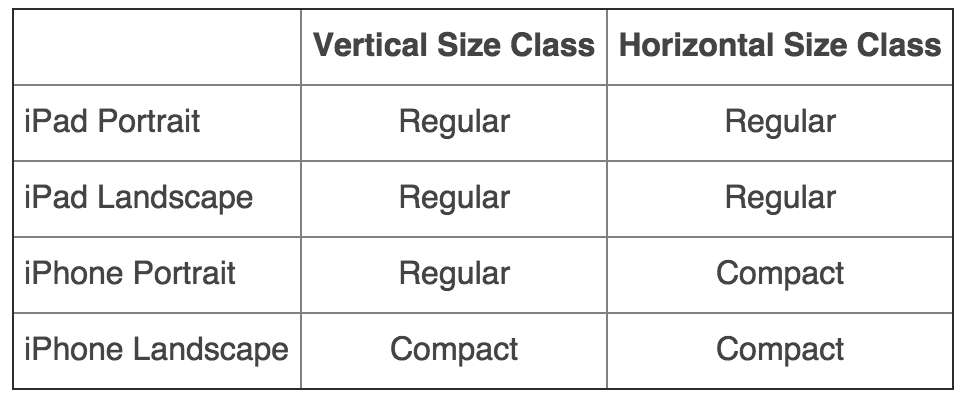 Vertical Size Class Horizontal Size Class
iPad Portrait Regular Regular
iPad Landscape Regular Regular
iPhone Portrait Regular Compact
iPhone Landscape Compact Compact